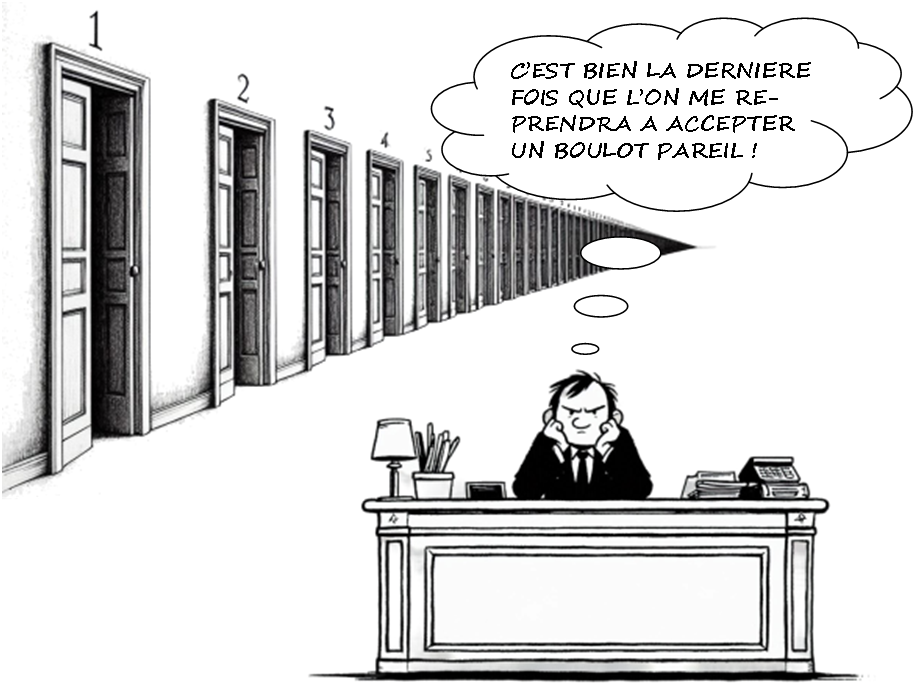 1
2
3
4
5
C'EST BIEN LA DERNIERE
FOIS QUE L'ON ME RE-
PRENDRA A ACCEPTER
UN BOULOT PAREIL !